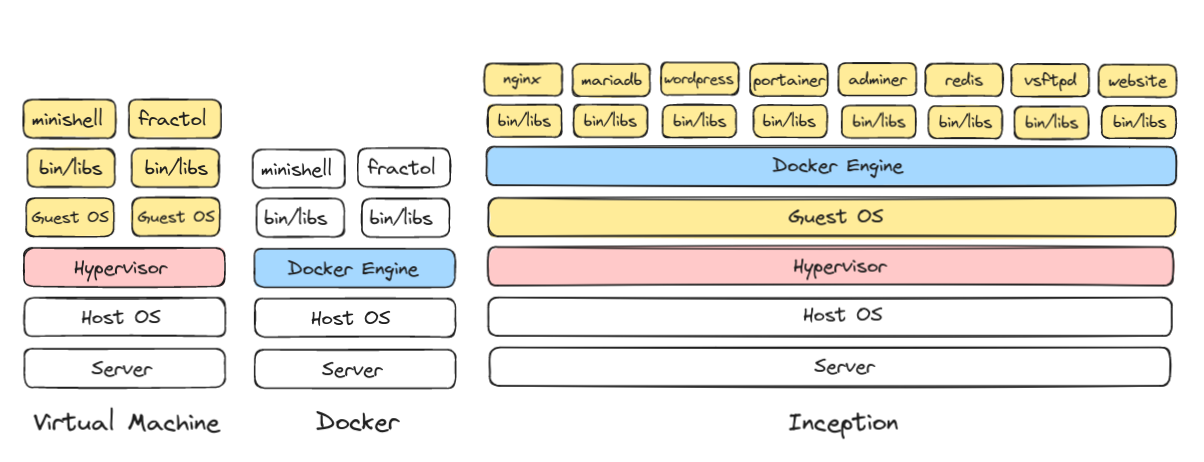 minishell fractol
bin/libs bin/libs
Guest OS Guest OS
Hypervisor
Host OS
Server
Virtual Machine
minishell fractol
bin/libs bin/libs
Docker Engine
Host OS
Server
Docker
nginx mariadb wordpress portainer adminer redis vsftpd website
bin/libs bin/libs bin/libs bin/libs bin/libs bin/libs bin/libs bin/libs
Docker Engine
Guest OS
Hypervisor
Host OS
Server
Inception